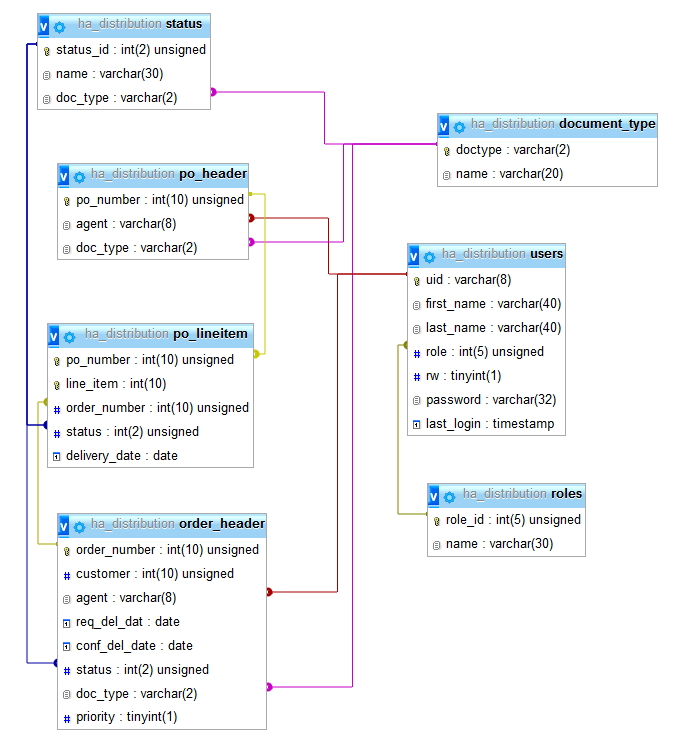 v ha_distribution status
status_id : int(2) unsigned
name : varchar(30)
doc_type : varchar(2)
v ha_distribution document_type
doctype : varchar(2)
name : varchar(20)
v ha_distribution po_header
po_number : int(10) unsigned
agent : varchar(8)
doc_type : varchar(2)
v ha_distribution users
uid : varchar(8)
first_name : varchar(40)
last_name : varchar(40)
# role : int(5) unsigned
# rw : tinyint(1)
password : varchar(32)
last_login : timestamp
v ha_distribution po_lineitem
po_number : int(10) unsigned
line_item : int(10)
# order_number : int(10) unsigned
# status : int(2) unsigned
delivery_date : date
v ha_distribution roles
role_id : int(5) unsigned
name : varchar(30)
v ha_distribution order_header
order_number : int(10) unsigned
# customer : int(10) unsigned
agent : varchar(8)
req_del_dat : date
conf_del_date : date
# status : int(2) unsigned
doc_type : varchar(2)
# priority : tinyint(1)